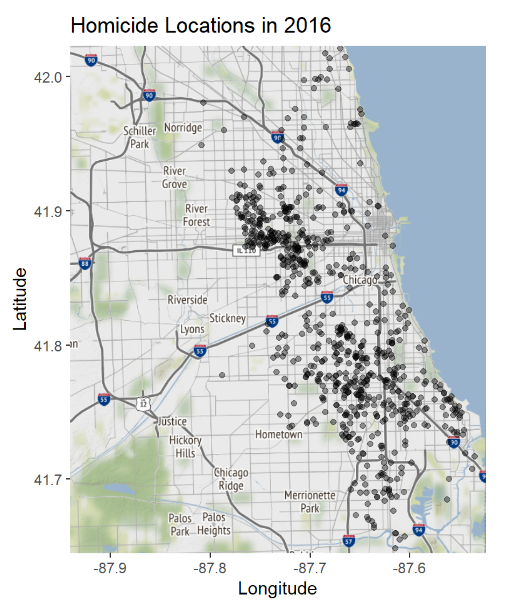 Homicide Locations in 2016
42.0
41.9
41.8
41.7
Latitude
90
90
90
94
Schiller
Park
Norridge
River
Grove
River
Forest
Chicago
Riverside
Stickney
Lyons
55
55
55
55
Justice
Hickory
Hills
Hometown
Chicago
Ridge
Merrionette
Park
Palos
Park
Palos
Heights
90
94
57
-87.9
-87.8
-87.7
-87.6
Longitude